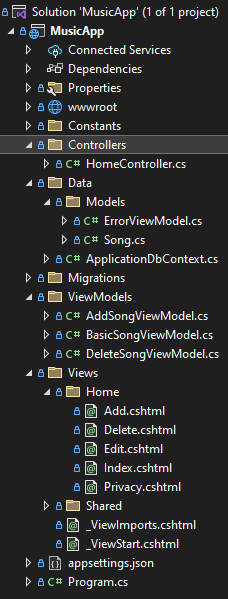 Solution 'MusicApp' (1 of 1 project)
MusicApp
Connected Services
Dependencies
Properties
wwwroot
Constants
Controllers
C# HomeController.cs
Data
Models
C# ErrorViewModel.cs
C# Song.cs
C# ApplicationDbContext.cs
Migrations
ViewModels
C# AddSongViewModel.cs
C# BasicSongViewModel.cs
C# DeleteSongViewModel.cs
Views
Home
Add.cshtml
Delete.cshtml
Edit.cshtml
Index.cshtml
Privacy.cshtml
Shared
_ViewImports.cshtml
_ViewStart.cshtml
appsettings.json
C# Program.cs